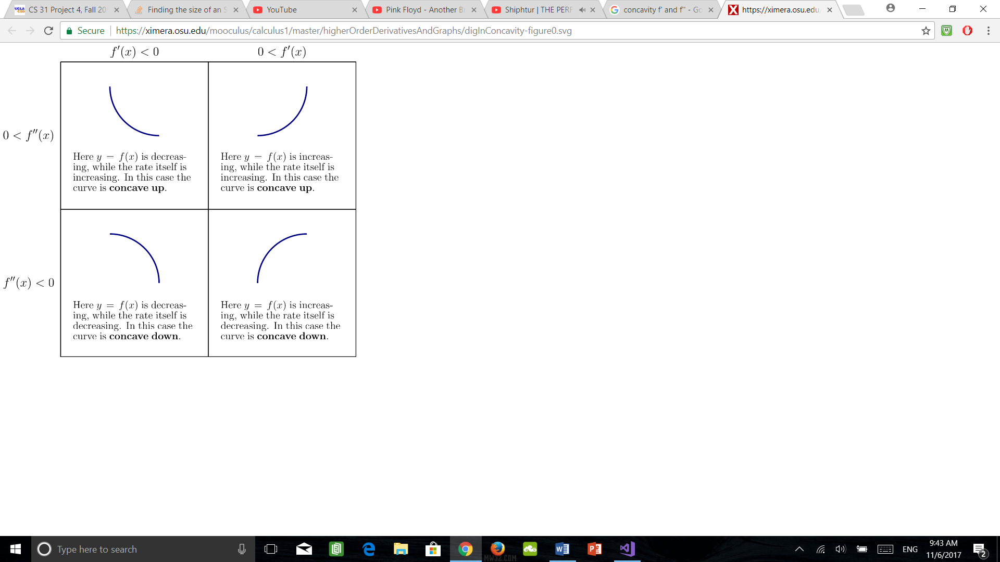 CS 31 Project 4, Fall 20
Finding the size of an S
YouTube
Pink Floyd - Another B
Shiphtur | THE PERF
concavity f' and f'' - Go
https://ximera.osu.edu/
Secure
https://ximera.osu.edu/mooculus/calculus1/master/higherOrderDerivativesAndGraphs/digInConcavity-figure0.svg
f′(x) < 0
0 < f′(x)
0 < f″(x)
Here y = f(x) is decreas-
ing, while the rate itself is
increasing. In this case the
curve is concave up.
Here y = f(x) is increas-
ing, while the rate itself is
increasing. In this case the
curve is concave up.
f″(x) < 0
Here y = f(x) is decreas-
ing, while the rate itself is
decreasing. In this case the
curve is concave down.
Here y = f(x) is increas-
ing, while the rate itself is
decreasing. In this case the
curve is concave down.
Type here to search
MW32.COM
ENG
9:43 AM
11/6/2017
2